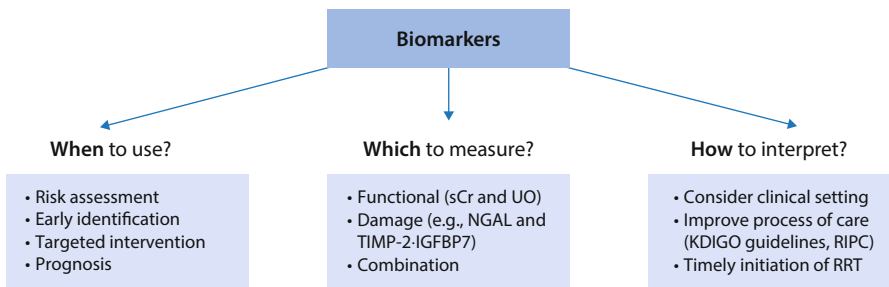 Biomarkers
When to use?
• Risk assessment
• Early identification
• Targeted intervention
• Prognosis
Which to measure?
• Functional (sCr and UO)
• Damage (e.g., NGAL and
TIMP-2·IGFBP7)
• Combination
How to interpret?
• Consider clinical setting
• Improve process of care
(KDIGO guidelines, RIPC)
• Timely initiation of RRT